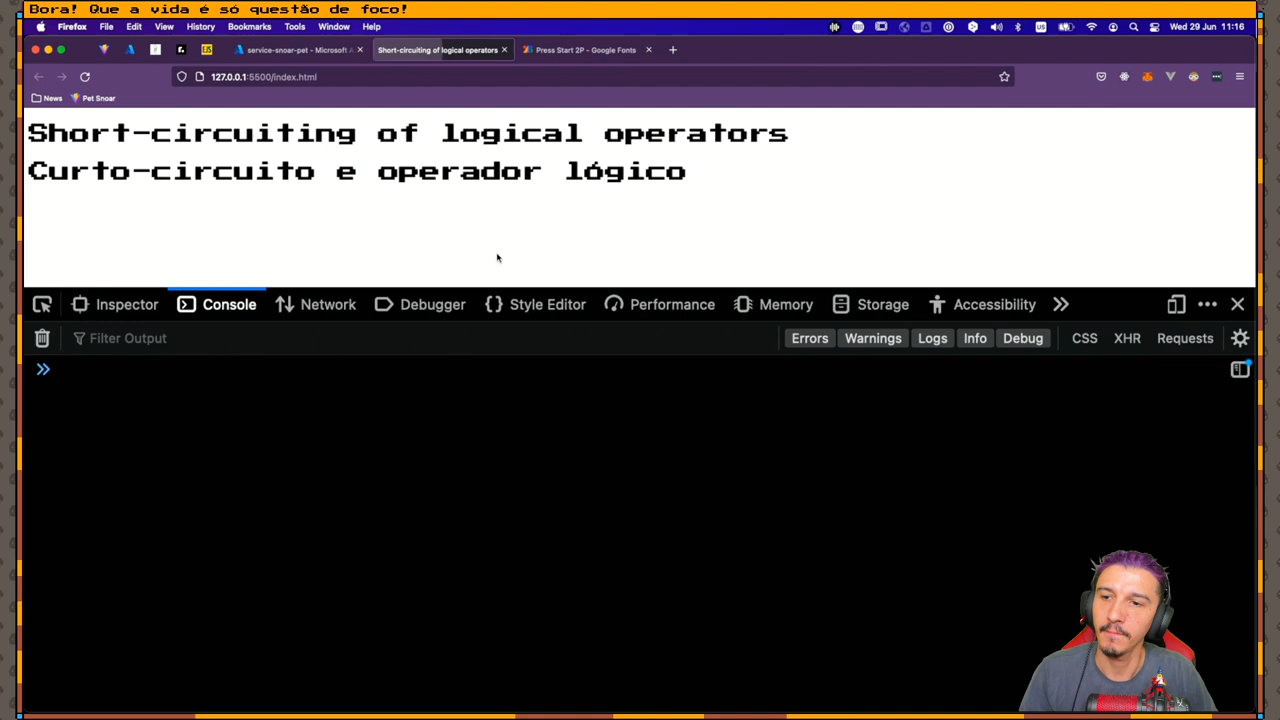 Bora! Que a vida é só questão de foco!
Firefox File Edit View History Bookmarks Tools Window Help
US
Wed 29 Jun 11:16
service-snoar-pet - Microsoft A
Short-circuiting of logical operators
Press Start 2P - Google Fonts
127.0.0.1:5500/index.html
News Pet Snoar
Short-circuiting of logical operators
Curto-circuito e operador lógico
Inspector Console Network Debugger Style Editor Performance Memory Storage Accessibility
Filter Output
Errors Warnings Logs Info Debug CSS XHR Requests